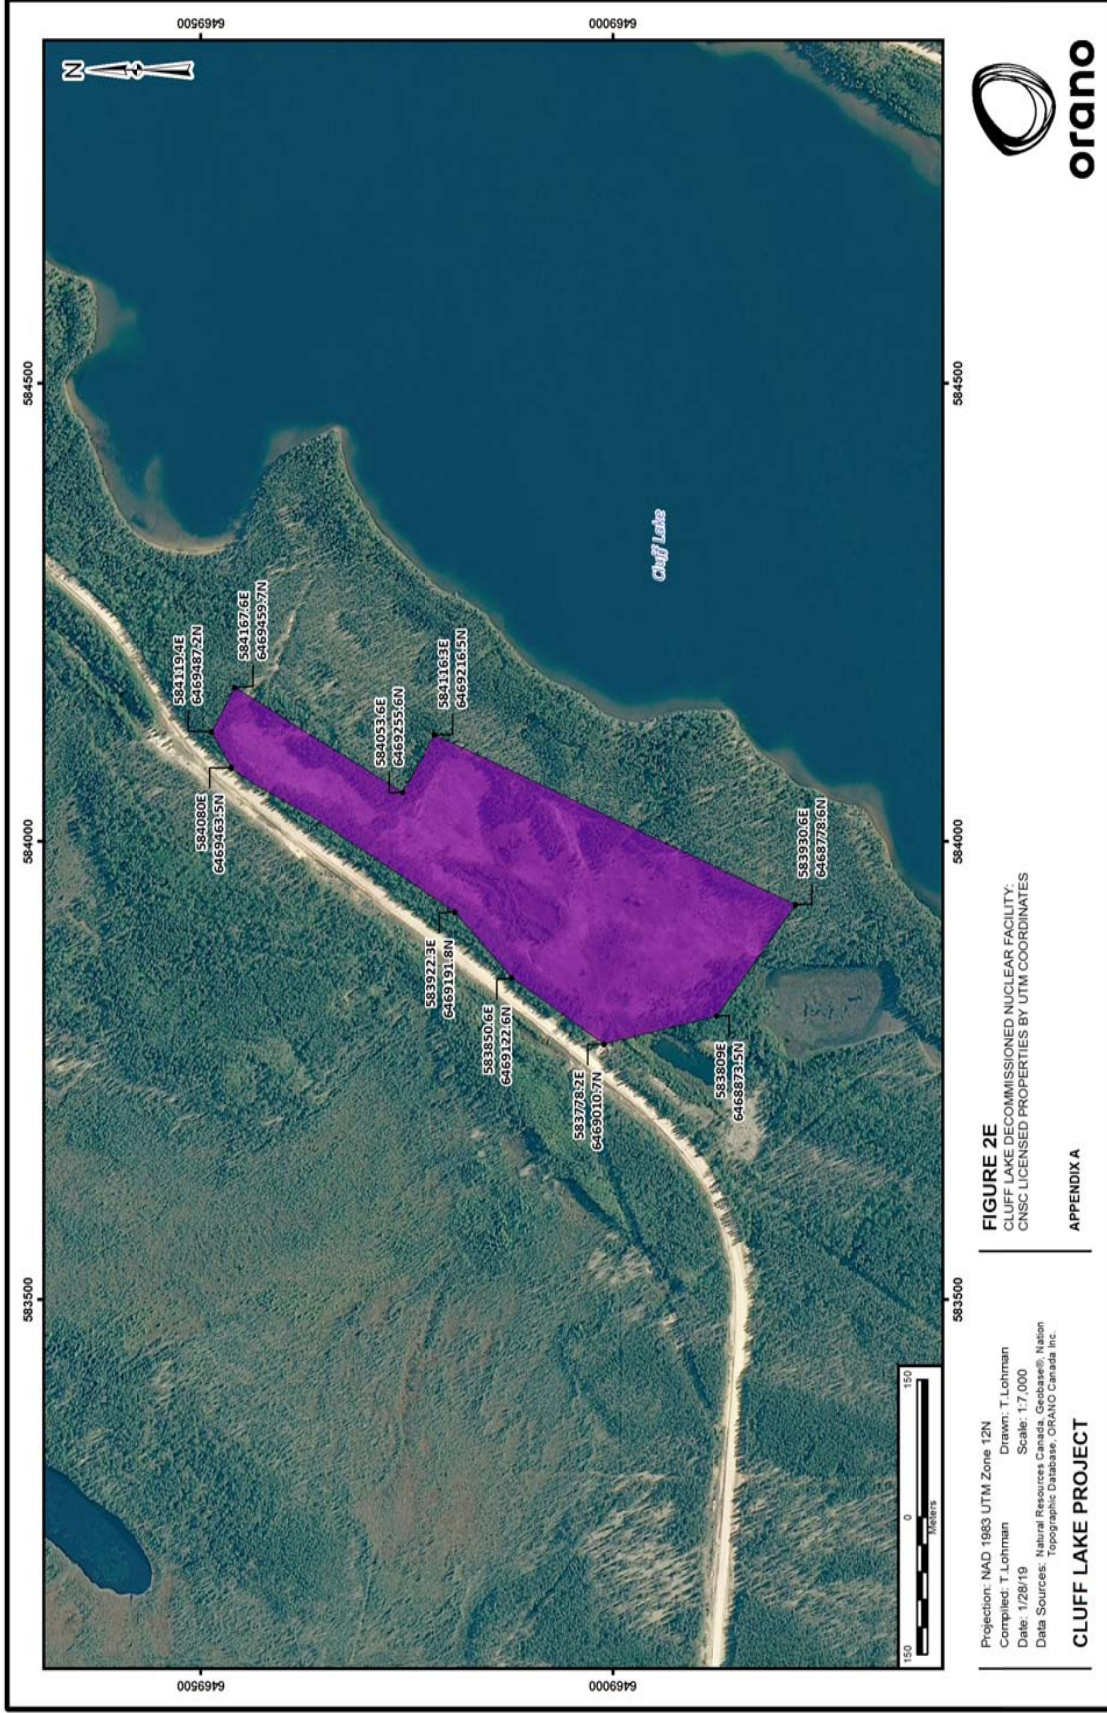 6469500
6469000
N
584500
584000
583500
584119.4E
6469487.2N
584167.6E
6469459.7N
584080E
6469463.5N
584053.6E
6469255.6N
584116.3E
6469216.5N
583922.3E
6469191.8N
583850.6E
6469122.6N
583778.2E
6469010.7N
583809E
6468873.5N
583930.6E
6468778.6N
Cluff Lake
150 0 150
Meters
583500
584000
584500
6469500
6469000
Projection: NAD 1983 UTM Zone 12N
Compiled: T.Lohman Drawn: T.Lohman
Date: 1/28/19 Scale: 1:7,000
Data Sources: Natural Resources Canada, Geobase®, Nation
Topographic Database, ORANO Canada Inc.
CLUFF LAKE PROJECT
FIGURE 2E
CLUFF LAKE DECOMMISSIONED NUCLEAR FACILITY:
CNSC LICENSED PROPERTIES BY UTM COORDINATES
APPENDIX A
orano